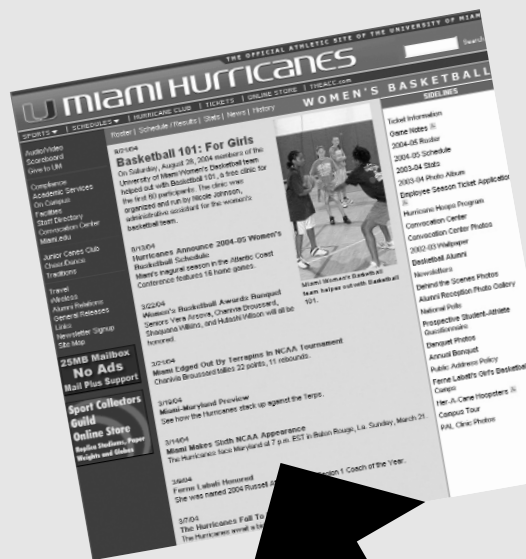 THE OFFICIAL ATHLETIC SITE OF THE UNIVERSITY OF MIAMI
MIAMI HURRICANES
Search
SPORTS | SCHEDULES | HURRICANE CLUB | TICKETS | ONLINE STORE | THEACC.com
Roster | Schedule / Results | Stats | News | History
WOMEN'S BASKETBALL
Audio/Video
Scoreboard
Give to UM
Compliance
Academic Services
On Campus
Facilities
Staff Directory
Convocation Center
Miami.edu
Junior Canes Club
Cheer/Dance
Traditions
Travel
Wireless
Alumni Relations
General Releases
Links
Newsletter Signup
Site Map
25MB Mailbox
No Ads
Mail Plus Support
Sport Collectors
Guild
Online Store
Replica Stadiums, Paper
Weights and Globes
Basketball 101: For Girls
On Saturday, August 28, 2004 members of the
University of Miami Women's Basketball team
helped out with Basketball 101, a free clinic for
the first 60 participants. The clinic was
organized and run by Nicole Johnson,
administrative assistant for the women's
basketball team.
Miami Women's Basketball
team helps out with Basketball
101.
8/13/04
Hurricanes Announce 2004-05 Women's
Basketball Schedule
Miami's inagural season in the Atlantic Coast
Conference features 16 home games.
3/22/04
Women's Basketball Awards Banquet
Seniors Yera Areova, Chanivia Broussard,
Shaquana Wilkins, and Hutashi Wilson will all be
honored.
3/21/04
Miami Edged Out By Terrapins In NCAA Tournament
Chanivia Broussard tallies 22 points, 11 rebounds.
3/19/04
Miami-Maryland Preview
See how the Hurricanes stack up against the Terps.
3/14/04
Miami Makes Sixth NCAA Appearance
The Hurricanes face Maryland at 7 p.m. EST in Baton Rouge, La. Sunday, March 21.
Ferne Labati Honored
She was named 2004 Russell 1 Coach of the Year.
3/7/04
The Hurricanes Fall To
The Hurricanes await a
SIDELINES
Ticket Information
Game Notes
2004-05 Roster
2004-05 Schedule
2003-04 Stats
2003-04 Photo Album
Employee Season Ticket Application
Hurricane Hoops Program
Convocation Center
Convocation Center Photos
2002-03 Wallpaper
Basketball Alumni
Newsletters
Behind the Scenes Photos
Alumni Reception Photo Gallery
National Polls
Prospective Student-Athlete
Questionnaire
Banquet Photos
Annual Banquet
Public Address Policy
Ferne Labati's Girl's Basketball
Camps
Her-A-Cane Hoopsters
Campus Tour
PAL Clinic Photos